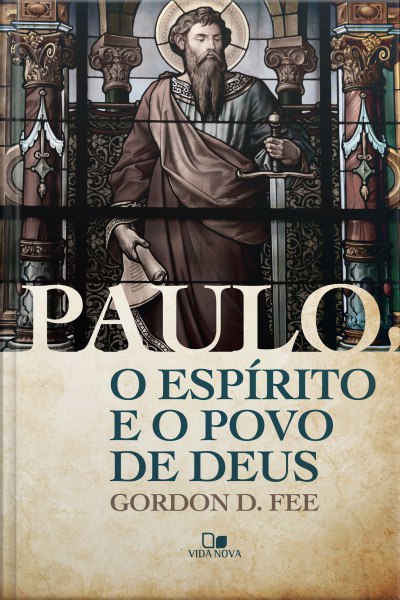 PAULO,
O ESPÍRITO
E O POVO
DE DEUS
GORDON D. FEE
VIDA NOVA